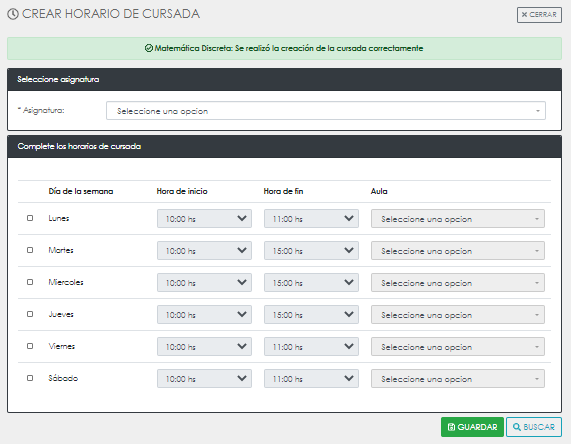 CREAR HORARIO DE CURSADA
CERRAR
Matemática Discreta: Se realizó la creación de la cursada correctamente
Seleccione asignatura
* Asignatura: Seleccione una opcion
Complete los horarios de cursada
Día de la semana Hora de inicio Hora de fin Aula
Lunes 10:00 hs 11:00 hs Seleccione una opcion
Martes 10:00 hs 15:00 hs Seleccione una opcion
Miercoles 10:00 hs 15:00 hs Seleccione una opcion
Jueves 10:00 hs 15:00 hs Seleccione una opcion
Viernes 10:00 hs 11:00 hs Seleccione una opcion
Sábado 10:00 hs 11:00 hs Seleccione una opcion
GUARDAR BUSCAR